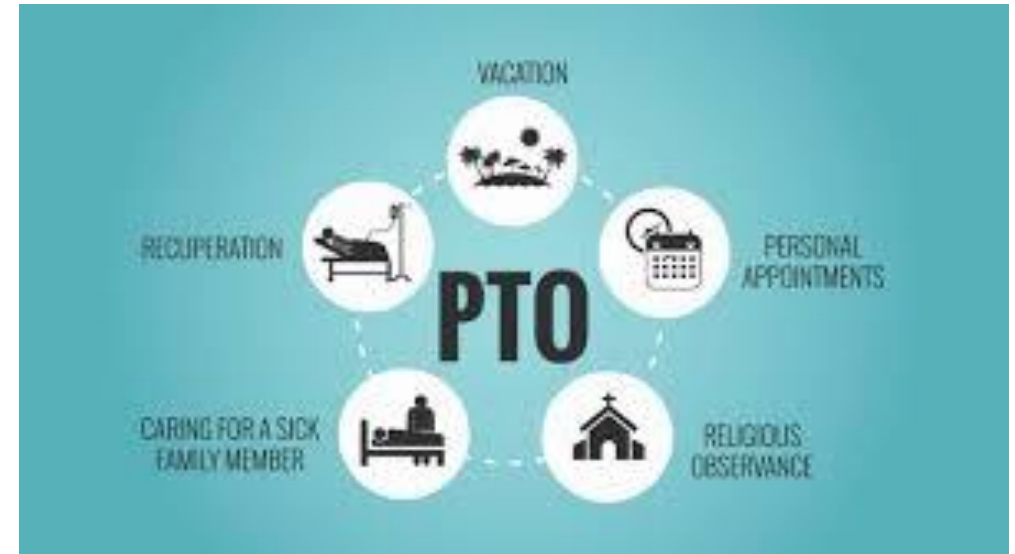 VACATION
RECUPERATION
PERSONAL
APPOINTMENTS
PTO
CARING FOR A SICK
FAMILY MEMBER
RELIGIOUS
OBSERVANCE